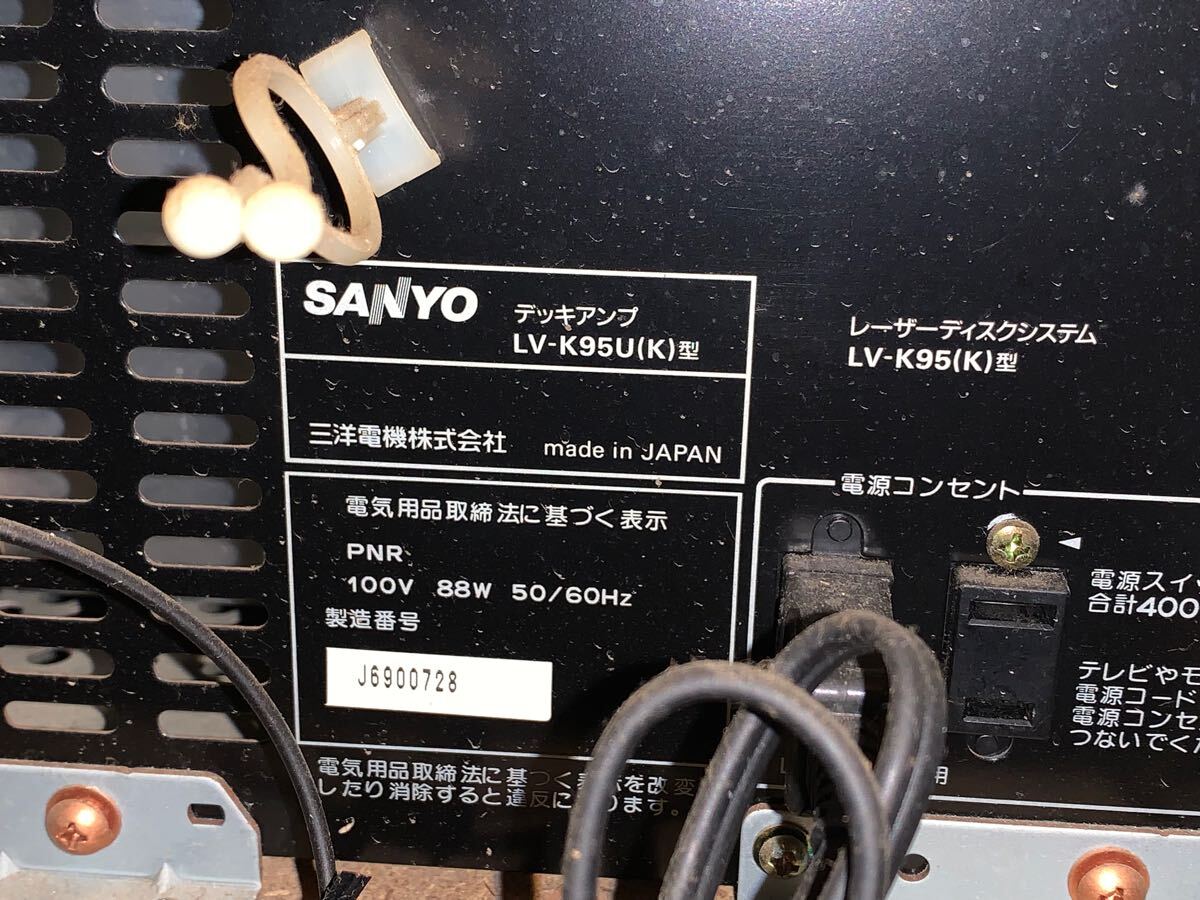 SANYO デッキアンプ
LV-K95U(K)型
三洋電機株式会社 made in JAPAN
レーザーディスクシステム
LV-K95(K)型
電気用品取締法に基づく表示
PNR
100V 88W 50/60Hz
製造番号
J6900728
電気用品取締法に基づく表示を改変
したり消除すると違反になります。
電源コンセント
電源スイッ
合計400
テレビやモ
電源コード
電源コンセ
つないでくだ
用